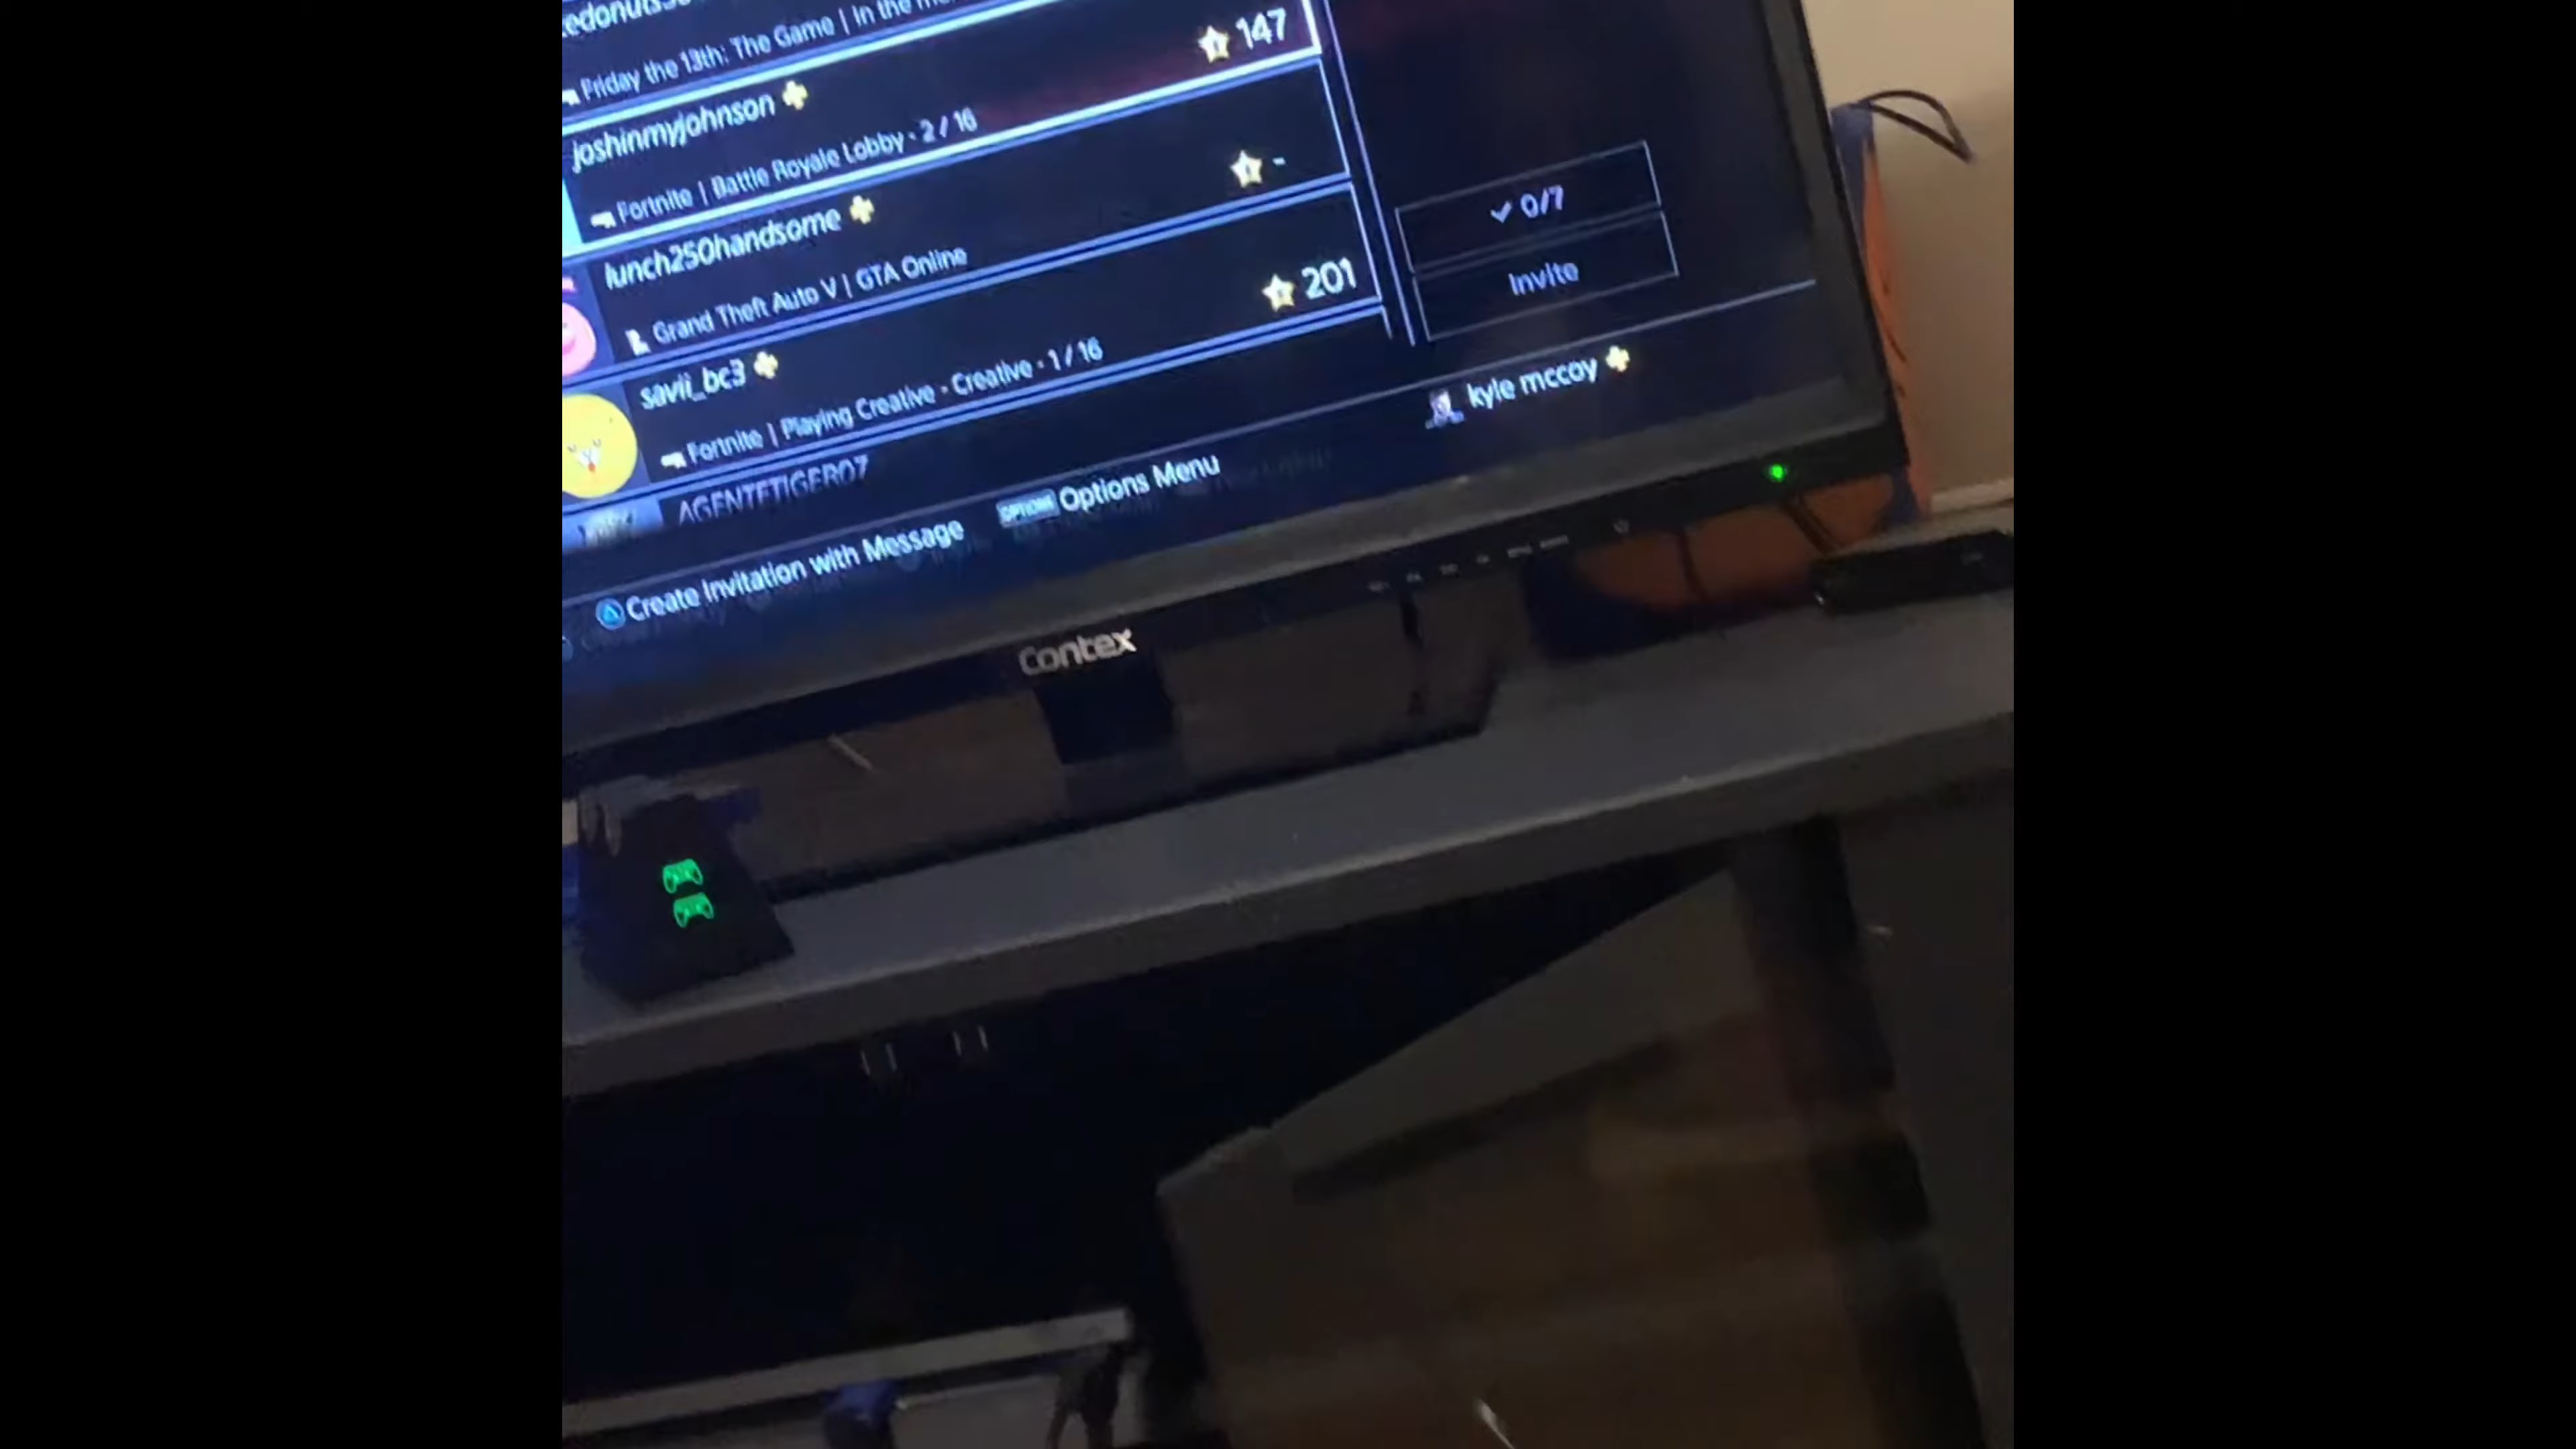 Friday the 13th: The Game | In the
147
joshinmyjohnson
Fortnite | Battle Royale Lobby - 2 / 16
-
lunch250handsome
Grand Theft Auto V | GTA Online
201
savii_bc3
Fortnite | Playing Creative - Creative - 1 / 16
AGENTETIGER07
0/7
Invite
kyle mccoy
Create Invitation with Message
OPTIONS Options Menu
Contex